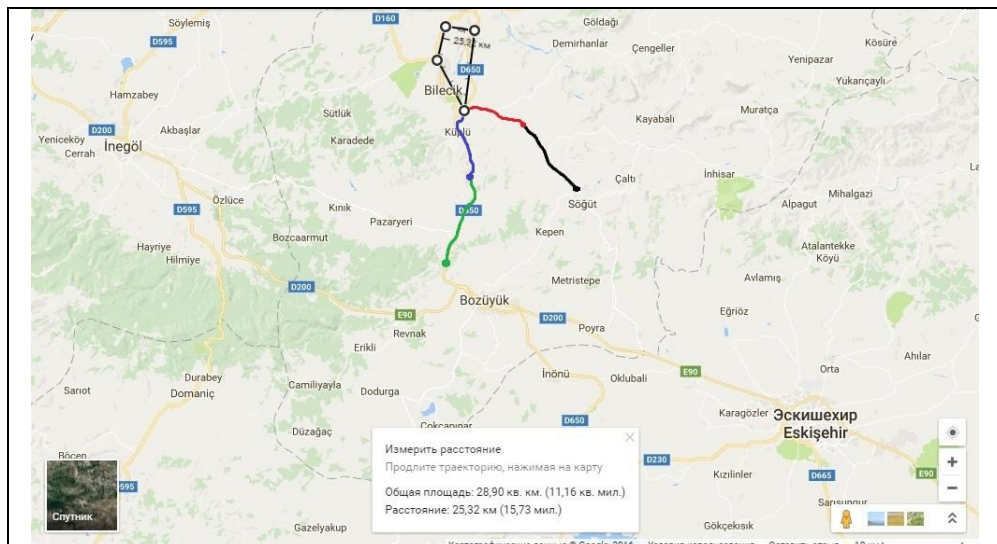 Söylemiş
D160
Göldağı
D595
25,32 км
Demirhanlar
Çengeller
Kösüre
Yenipazar
D650
Yukarıçaylı
Hamzabey
Bilecik
Sütlük
Muratça
Kayabalı
D200
Akbaşlar
Küplü
Yeniceköy
Karadede
Cerrah
İnegöl
İnhisar
Çaltı
Mihalgazi
Özlüce
Söğüt
Alpagut
D595
Kınık
D650
Pazaryeri
Kepen
Bozcaarmut
Hayriye
Atalantekke
Köyü
Hilmiye
Metristepe
Avlamış
D200
Bozüyük
Eğriöz
E90
D200
Revnak
Poyra
Erikli
Ahılar
E90
Orta
İnönü
Oklubalı
Durabey
Sarıot
Camiliyayla
Domaniç
Dodurga
Karagözler
Эскишехир
Eskişehir
D650
Düzağaç
Böcen
Измерить расстояние
Продлите траекторию, нажимая на карту
D230
Kızılinler
D665
Общая площадь: 28,90 кв. км. (11,16 кв. мил.)
Расстояние: 25,32 км (15,73 мил.)
Спутник
Gazelyakup
Gökçekısık